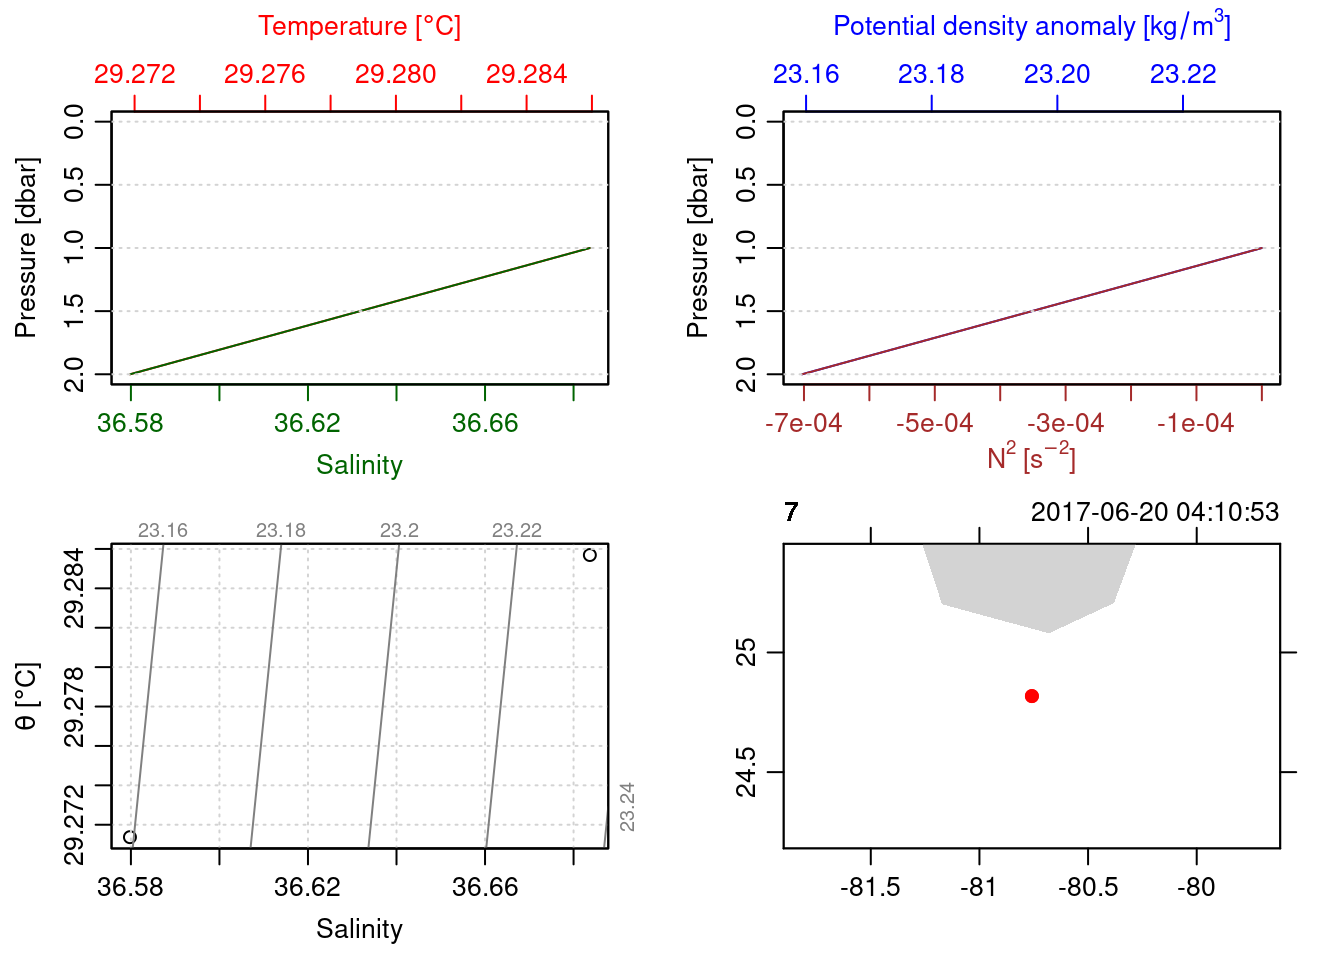 Temperature [°C]
29.272 29.276 29.280 29.284
Pressure [dbar]
0.0 0.5 1.0 1.5 2.0
36.58 36.62 36.66
Salinity
Potential density anomaly [kg/m³]
23.16 23.18 23.20 23.22
Pressure [dbar]
0.0 0.5 1.0 1.5 2.0
-7e-04 -5e-04 -3e-04 -1e-04
N² [s⁻²]
23.16 23.18 23.2 23.22
23.24
θ [°C]
29.284 29.278 29.272
36.58 36.62 36.66
Salinity
7 2017-06-20 04:10:53
25
24.5
-81.5 -81 -80.5 -80